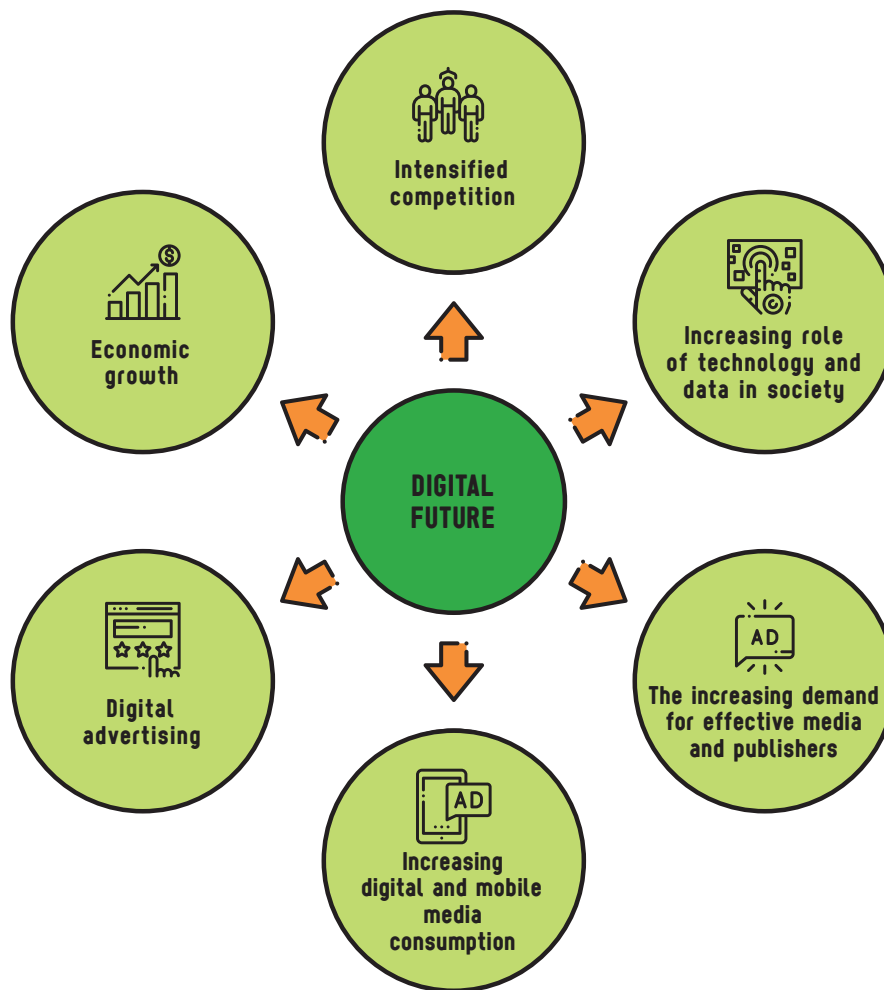 Intensified
competition
Economic
growth
Increasing role
of technology and
data in society
DIGITAL
FUTURE
Digital
advertising
AD
The increasing demand
for effective media
and publishers
AD
Increasing
digital and mobile
media
consumption